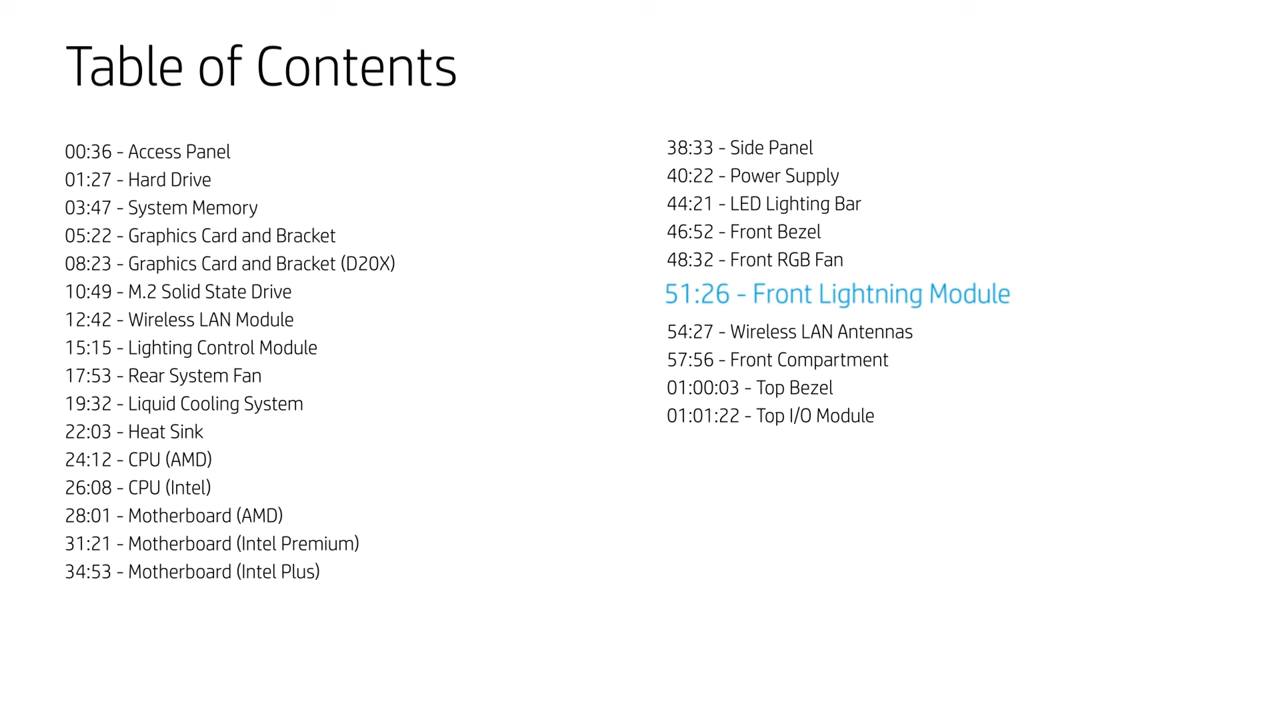 Table of Contents
00:36 - Access Panel
01:27 - Hard Drive
03:47 - System Memory
05:22 - Graphics Card and Bracket
08:23 - Graphics Card and Bracket (D20X)
10:49 - M.2 Solid State Drive
12:42 - Wireless LAN Module
15:15 - Lighting Control Module
17:53 - Rear System Fan
19:32 - Liquid Cooling System
22:03 - Heat Sink
24:12 - CPU (AMD)
26:08 - CPU (Intel)
28:01 - Motherboard (AMD)
31:21 - Motherboard (Intel Premium)
34:53 - Motherboard (Intel Plus)
38:33 - Side Panel
40:22 - Power Supply
44:21 - LED Lighting Bar
46:52 - Front Bezel
48:32 - Front RGB Fan
51:26 - Front Lightning Module
54:27 - Wireless LAN Antennas
57:56 - Front Compartment
01:00:03 - Top Bezel
01:01:22 - Top I/O Module